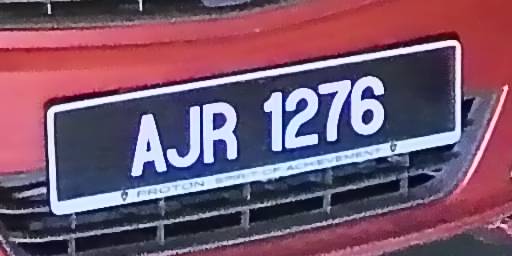 AJR 1276
PROTON. SPIRIT OF ACHIEVEMENT